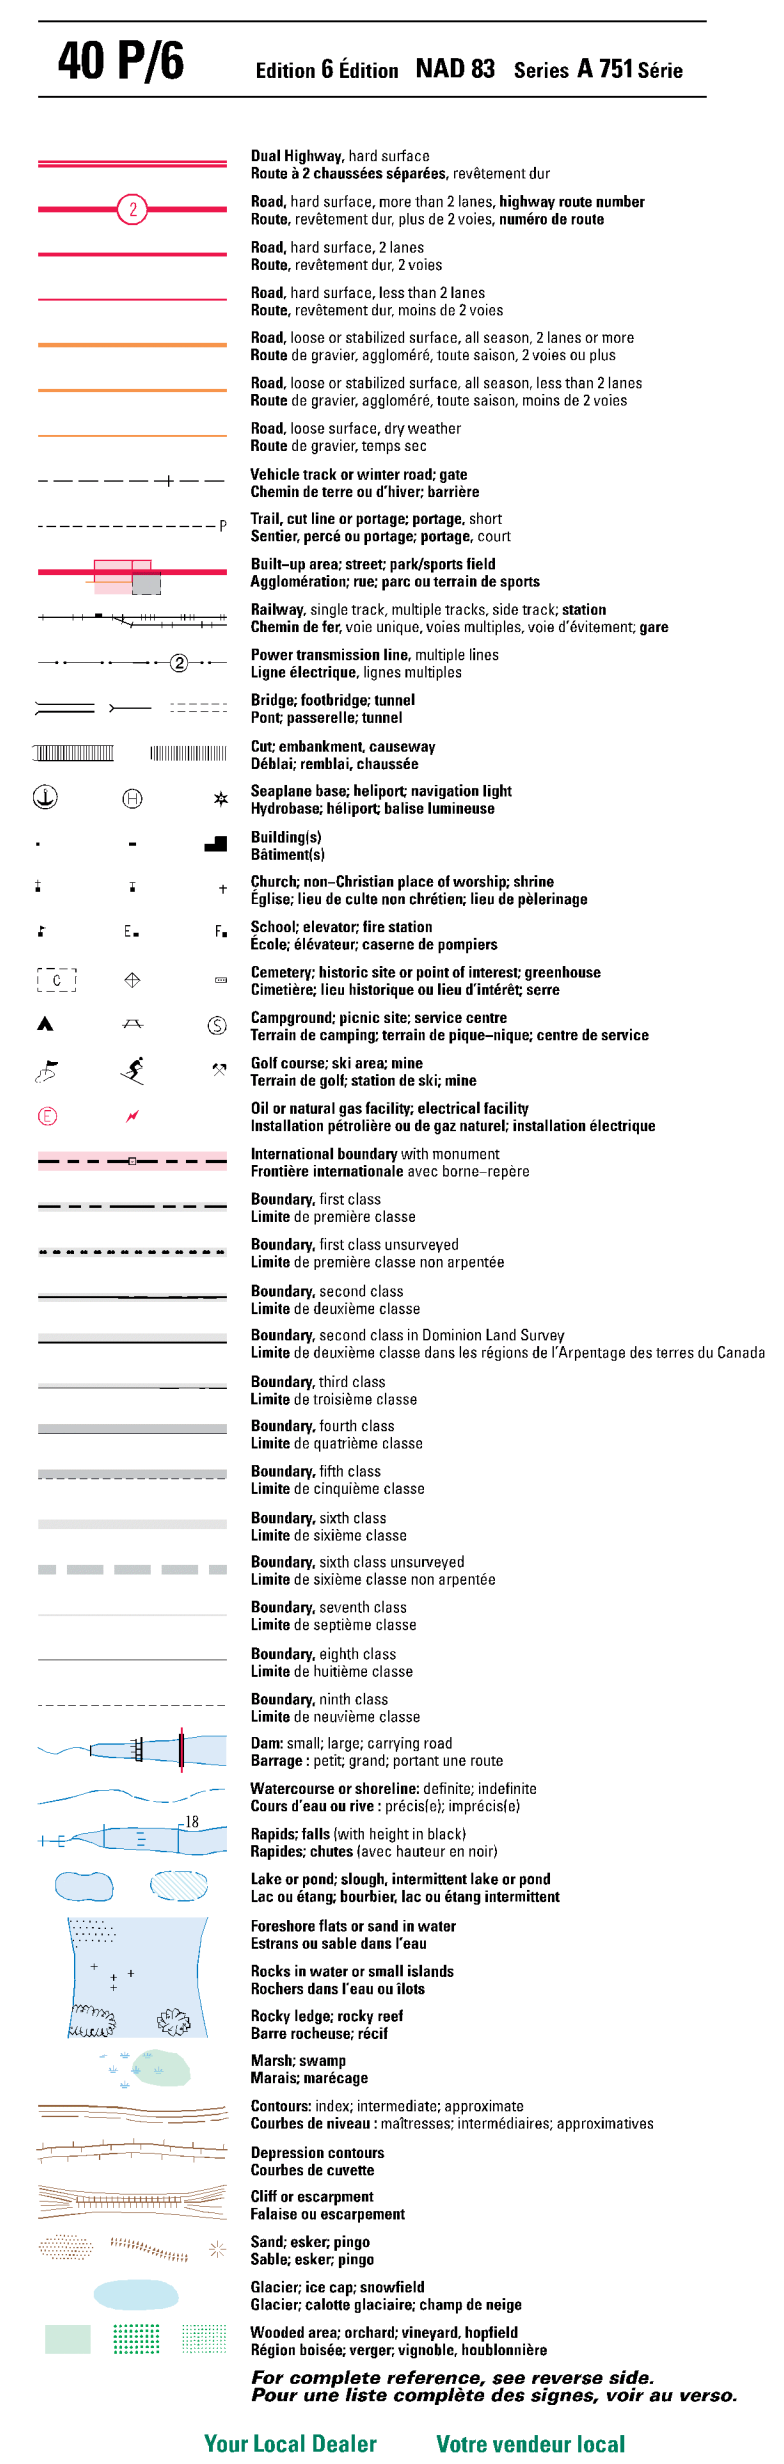 40 P/6 Edition 6 Édition NAD 83 Series A 751 Série
Dual Highway, hard surface
Route à 2 chaussées séparées, revêtement dur
2
Road, hard surface, more than 2 lanes, highway route number
Route, revêtement dur, plus de 2 voies, numéro de route
Road, hard surface, 2 lanes
Route, revêtement dur, 2 voies
Road, hard surface, less than 2 lanes
Route, revêtement dur, moins de 2 voies
Road, loose or stabilized surface, all season, 2 lanes or more
Route de gravier, aggloméré, toute saison, 2 voies ou plus
Road, loose or stabilized surface, all season, less than 2 lanes
Route de gravier, aggloméré, toute saison, moins de 2 voies
Road, loose surface, dry weather
Route de gravier, temps sec
Vehicle track or winter road; gate
Chemin de terre ou d'hiver; barrière
P
Trail, cut line or portage; portage, short
Sentier, percé ou portage; portage, court
Built-up area; street; park/sports field
Agglomération; rue; parc ou terrain de sports
Railway, single track, multiple tracks, side track; station
Chemin de fer, voie unique, voies multiples, voie d'évitement; gare
2
Power transmission line, multiple lines
Ligne électrique, lignes multiples
Bridge; footbridge; tunnel
Pont; passerelle; tunnel
Cut; embankment, causeway
Déblai; remblai, chaussée
H
Seaplane base; heliport; navigation light
Hydrobase; héliport; balise lumineuse
Building(s)
Bâtiment(s)
Church; non-Christian place of worship; shrine
Église; lieu de culte non chrétien; lieu de pèlerinage
E F
School; elevator; fire station
École; élévateur; caserne de pompiers
C
Cemetery; historic site or point of interest; greenhouse
Cimetière; lieu historique ou lieu d'intérêt; serre
S
Campground; picnic site; service centre
Terrain de camping; terrain de pique-nique; centre de service
Golf course; ski area; mine
Terrain de golf; station de ski; mine
E
Oil or natural gas facility; electrical facility
Installation pétrolière ou de gaz naturel; installation électrique
International boundary with monument
Frontière internationale avec borne-repère
Boundary, first class
Limite de première classe
Boundary, first class unsurveyed
Limite de première classe non arpentée
Boundary, second class
Limite de deuxième classe
Boundary, second class in Dominion Land Survey
Limite de deuxième classe dans les régions de l'Arpentage des terres du Canada
Boundary, third class
Limite de troisième classe
Boundary, fourth class
Limite de quatrième classe
Boundary, fifth class
Limite de cinquième classe
Boundary, sixth class
Limite de sixième classe
Boundary, sixth class unsurveyed
Limite de sixième classe non arpentée
Boundary, seventh class
Limite de septième classe
Boundary, eighth class
Limite de huitième classe
Boundary, ninth class
Limite de neuvième classe
Dam: small; large; carrying road
Barrage : petit; grand; portant une route
Watercourse or shoreline: definite; indefinite
Cours d'eau ou rive : précis(e); imprécis(e)
18
Rapids; falls (with height in black)
Rapides; chutes (avec hauteur en noir)
Lake or pond; slough, intermittent lake or pond
Lac ou étang; bourbier, lac ou étang intermittent
Foreshore flats or sand in water
Estrans ou sable dans l'eau
Rocks in water or small islands
Rochers dans l'eau ou îlots
Rocky ledge; rocky reef
Barre rocheuse; récif
Marsh; swamp
Marais; marécage
Contours: index; intermediate; approximate
Courbes de niveau : maîtresses; intermédiaires; approximatives
Depression contours
Courbes de cuvette
Cliff or escarpment
Falaise ou escarpement
Sand; esker; pingo
Sable; esker; pingo
Glacier; ice cap; snowfield
Glacier; calotte glaciaire; champ de neige
Wooded area; orchard; vineyard, hopfield
Région boisée; verger; vignoble, houblonnière
For complete reference, see reverse side.
Pour une liste complète des signes, voir au verso.
Your Local Dealer Votre vendeur local